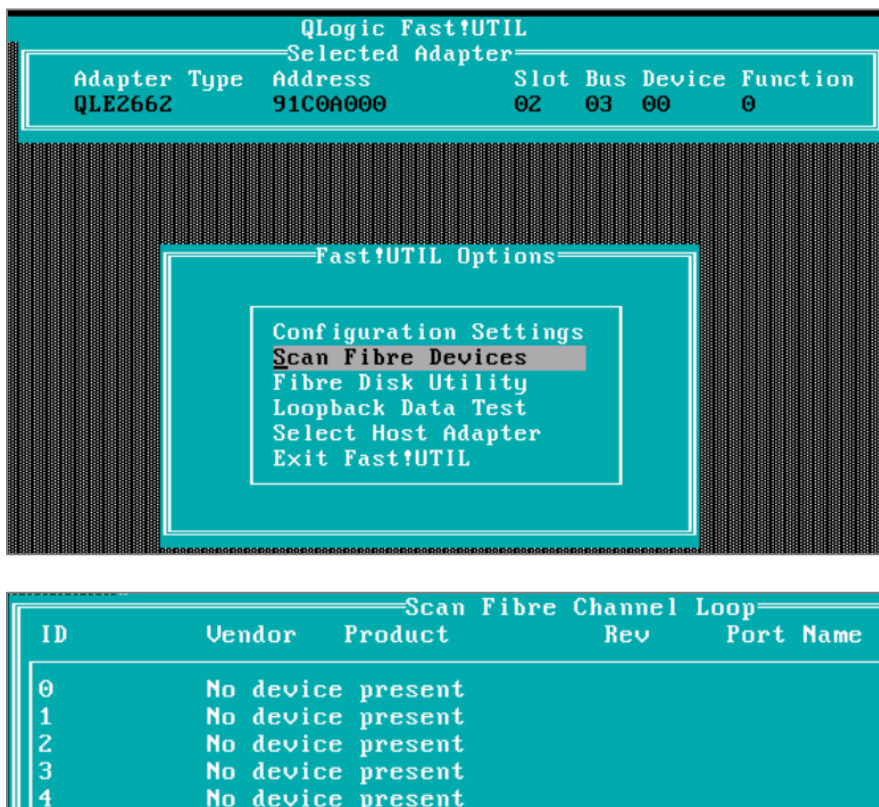 QLogic Fast!UTIL
Selected Adapter
Adapter Type Address Slot Bus Device Function
QLE2662 91C0A000 02 03 00 0
Fast!UTIL Options
Configuration Settings
Scan Fibre Devices
Fibre Disk Utility
Loopback Data Test
Select Host Adapter
Exit Fast!UTIL
Scan Fibre Channel Loop
ID Vendor Product Rev Port Name
0 No device present
1 No device present
2 No device present
3 No device present
4 No device present